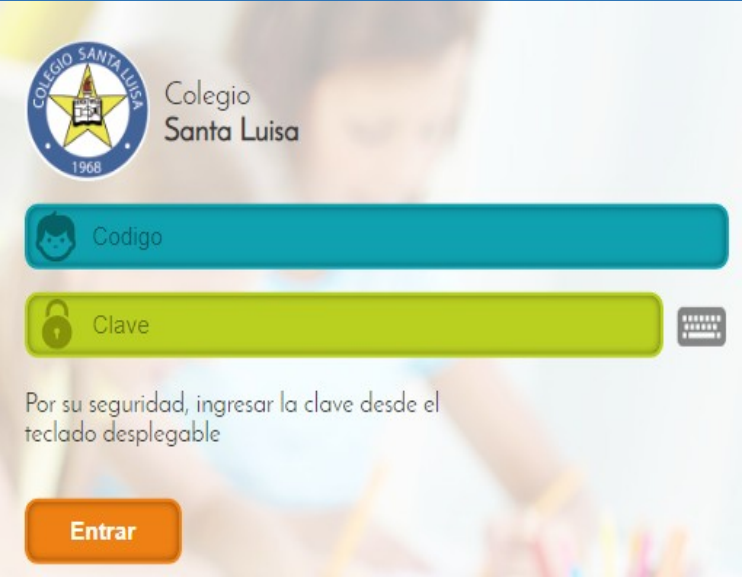 COLEGIO SANTA LUISA
1968
Colegio
Santa Luisa
Codigo
Clave
Por su seguridad, ingresar la clave desde el
teclado desplegable
Entrar